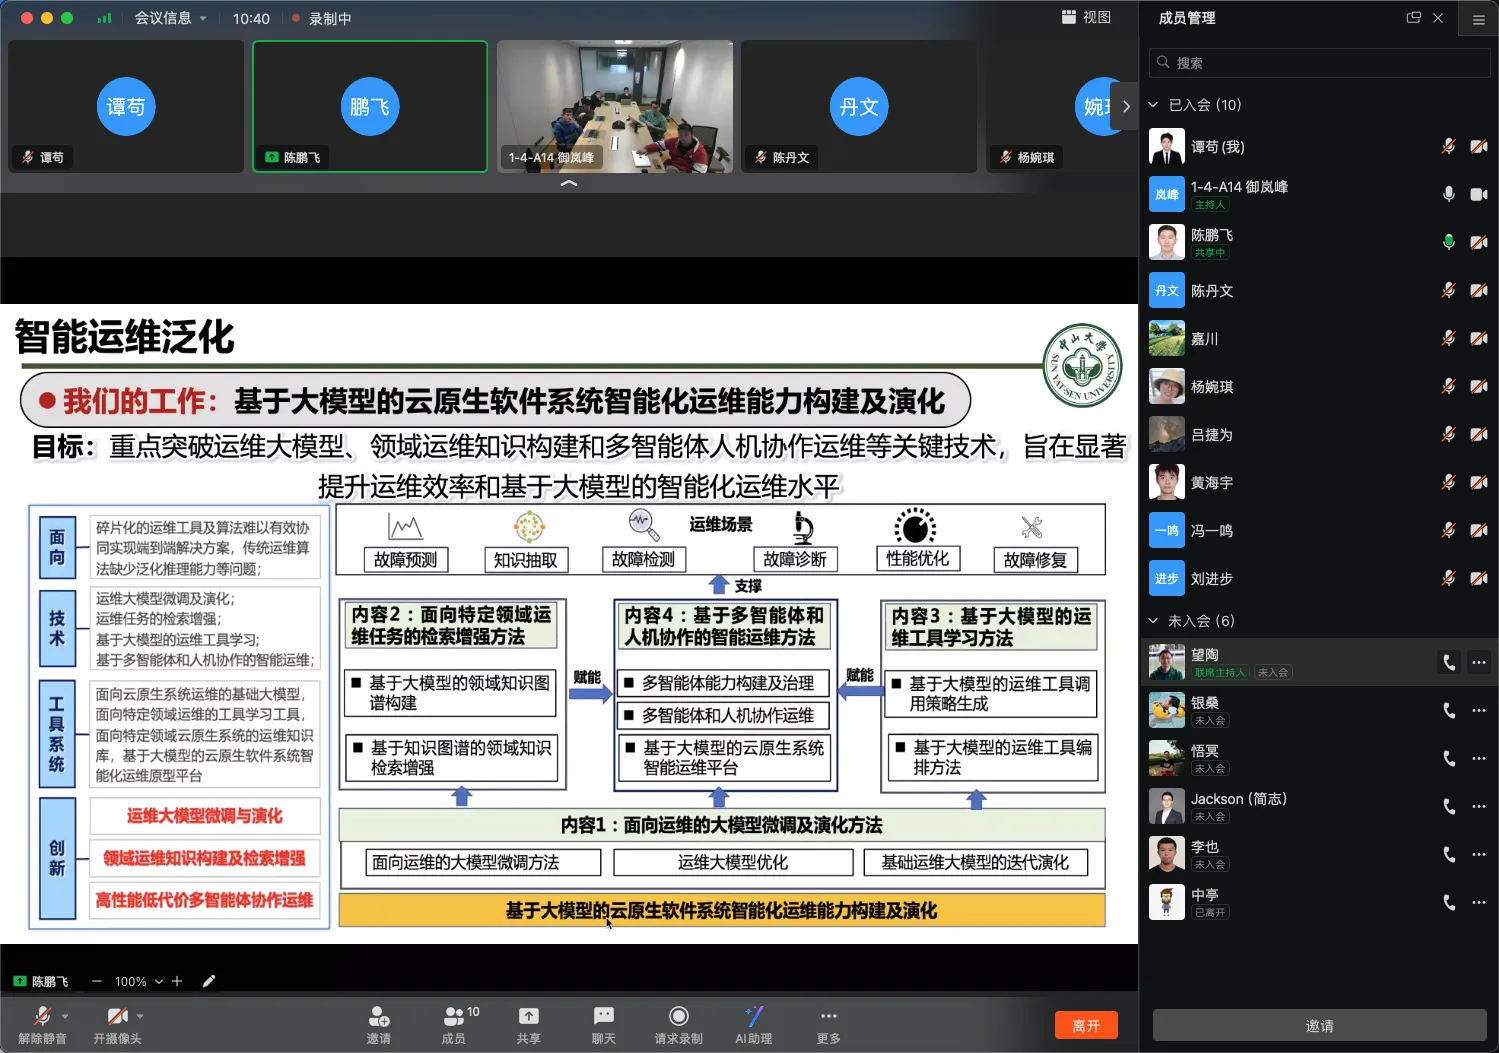 会议信息
10:40
录制中
视图
谭苟
谭苟
鹏飞
陈鹏飞
1-4-A14 御岚峰
丹文
陈丹文
杨婉琪
智能运维泛化
中山大学
SUN YAT-SEN UNIVERSITY
●我们的工作：基于大模型的云原生软件系统智能化运维能力构建及演化
目标：重点突破运维大模型、领域运维知识构建和多智能体人机协作运维等关键技术，旨在显著
提升运维效率和基于大模型的智能化运维水平
面向
碎片化的运维工具及算法难以有效协
同实现端到端解决方案，传统运维算
法缺少泛化推理能力等问题；
技术
运维大模型微调及演化；
运维任务的检索增强；
基于大模型的运维工具学习；
基于多智能体和人机协作的智能运维；
工具系统
面向云原生系统运维的基础大模型，
面向特定领域运维的工具学习工具，
面向特定领域云原生系统的运维知识
库，基于大模型的云原生软件系统智
能化运维原型平台
创新
运维大模型微调与演化
领域运维知识构建及检索增强
高性能低代价多智能体协作运维
运维场景
故障预测
知识抽取
故障检测
故障诊断
性能优化
故障修复
支撑
内容2：面向特定领域运
维任务的检索增强方法
■ 基于大模型的领域知识图
谱构建
■ 基于知识图谱的领域知识
检索增强
赋能
内容4：基于多智能体和
人机协作的智能运维方法
■ 多智能体能力构建及治理
■ 多智能体和人机协作运维
■ 基于大模型的云原生系统
智能运维平台
赋能
内容3：基于大模型的运
维工具学习方法
■ 基于大模型的运维工具调
用策略生成
■ 基于大模型的运维工具编
排方法
内容1：面向运维的大模型微调及演化方法
面向运维的大模型微调方法
运维大模型优化
基础运维大模型的迭代演化
基于大模型的云原生软件系统智能化运维能力构建及演化
陈鹏飞
100%
解除静音
开摄像头
邀请
成员
10
共享
聊天
请求录制
AI助理
更多
离开
成员管理
搜索
已入会 (10)
谭苟 (我)
岚峰
1-4-A14 御岚峰
主持人
陈鹏飞
共享中
丹文
陈丹文
嘉川
杨婉琪
吕捷为
黄海宇
一鸣
冯一鸣
进步
刘进步
未入会 (6)
望陶
联席主持人
未入会
银桑
未入会
悟冥
未入会
Jackson (简志)
未入会
李也
未入会
中亭
已离开
邀请